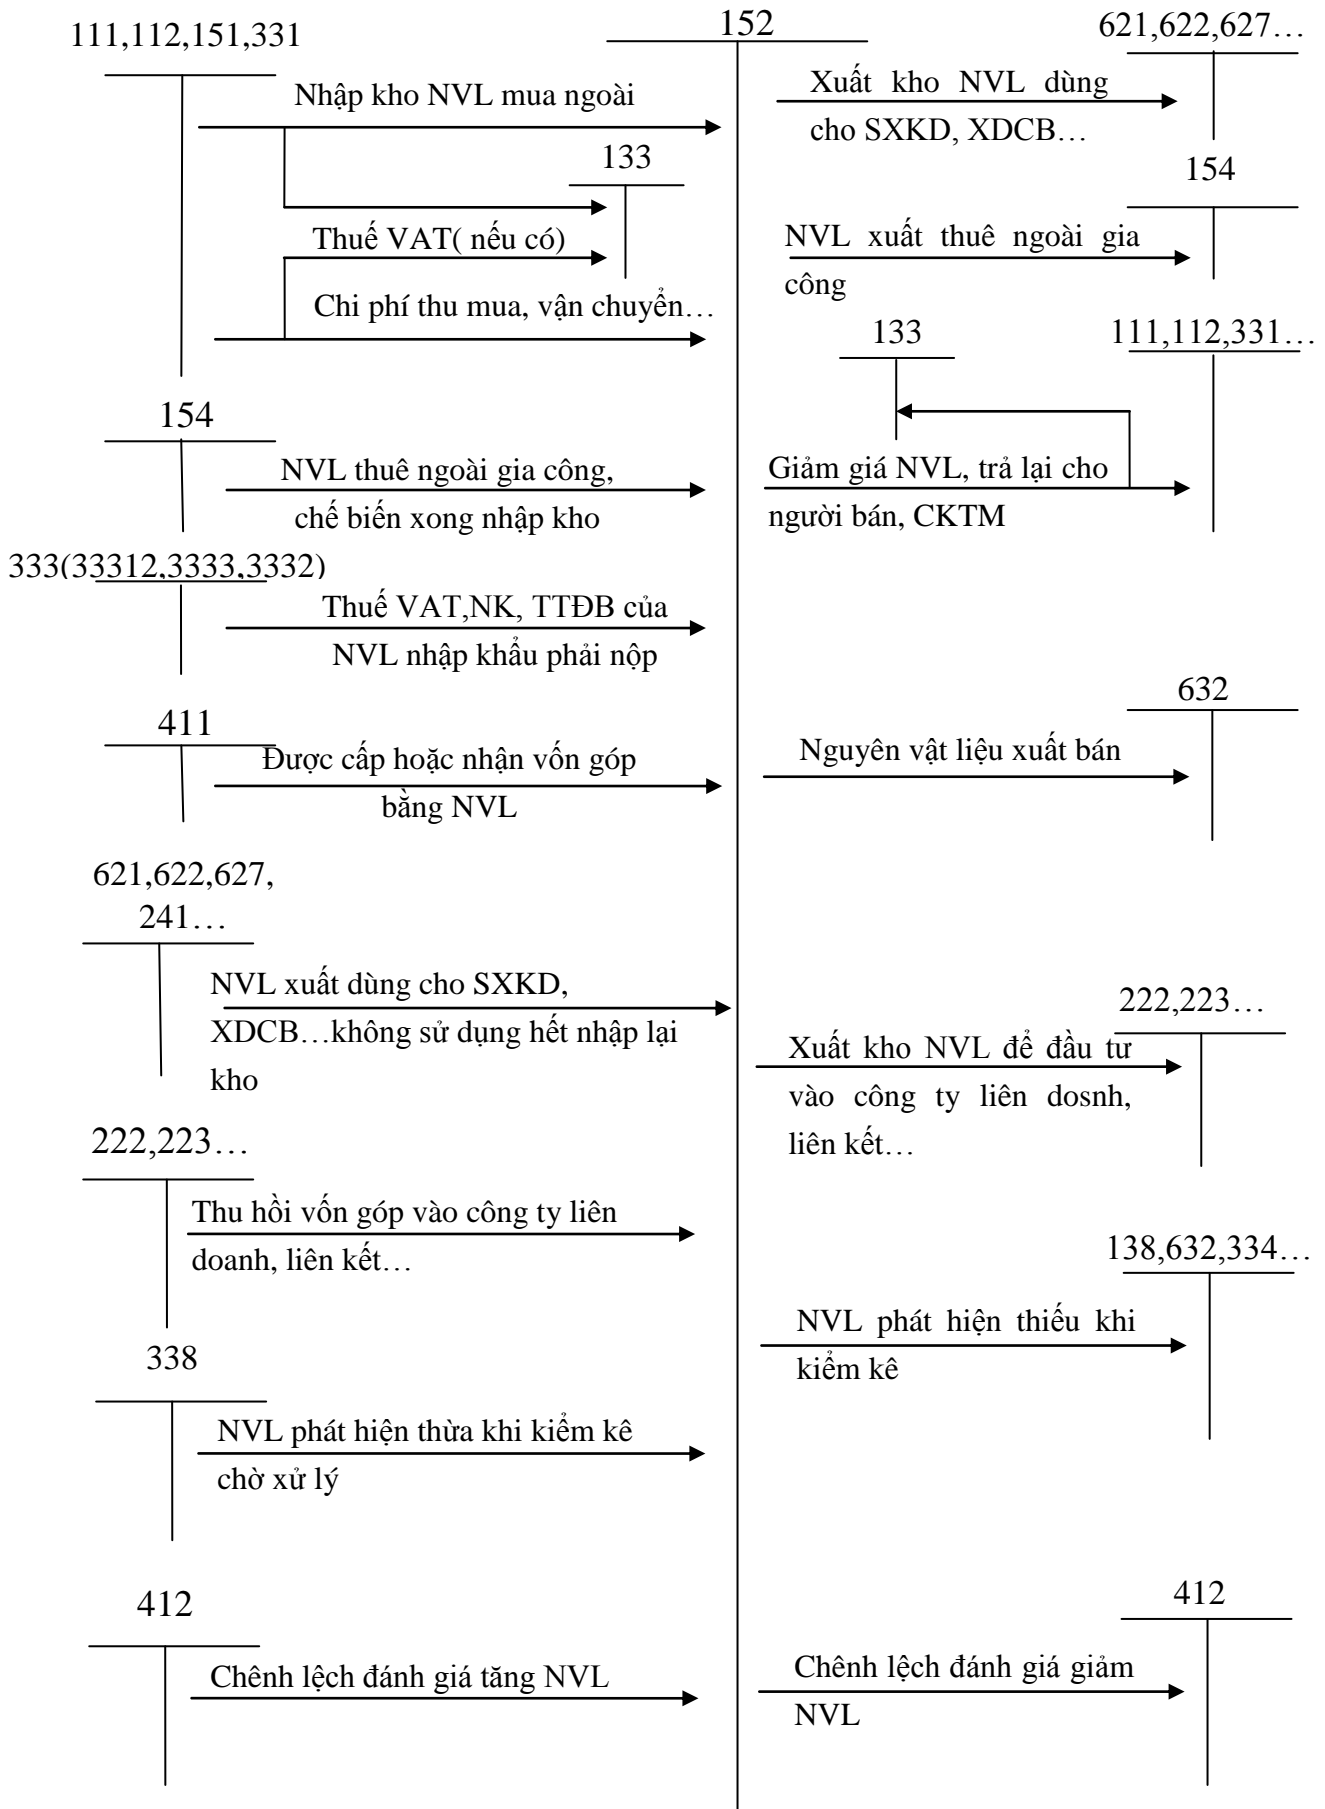 111,112,151,331
152
621,622,627…
Nhập kho NVL mua ngoài
Xuất kho NVL dùng
cho SXKD, XDCB…
133
154
Thuế VAT( nếu có)
NVL xuất thuê ngoài gia
công
Chi phí thu mua, vận chuyển…
133
111,112,331…
154
NVL thuê ngoài gia công,
chế biến xong nhập kho
Giảm giá NVL, trả lại cho
người bán, CKTM
333(33312,3333,3332)
Thuế VAT,NK, TTĐB của
NVL nhập khẩu phải nộp
632
411
Được cấp hoặc nhận vốn góp
bằng NVL
Nguyên vật liệu xuất bán
621,622,627,
241…
NVL xuất dùng cho SXKD,
XDCB…không sử dụng hết nhập lại
kho
222,223…
Xuất kho NVL để đầu tư
vào công ty liên dosnh,
liên kết…
222,223…
Thu hồi vốn góp vào công ty liên
doanh, liên kết…
138,632,334…
NVL phát hiện thiếu khi
kiểm kê
338
NVL phát hiện thừa khi kiểm kê
chờ xử lý
412
412
Chênh lệch đánh giá tăng NVL
Chênh lệch đánh giá giảm
NVL